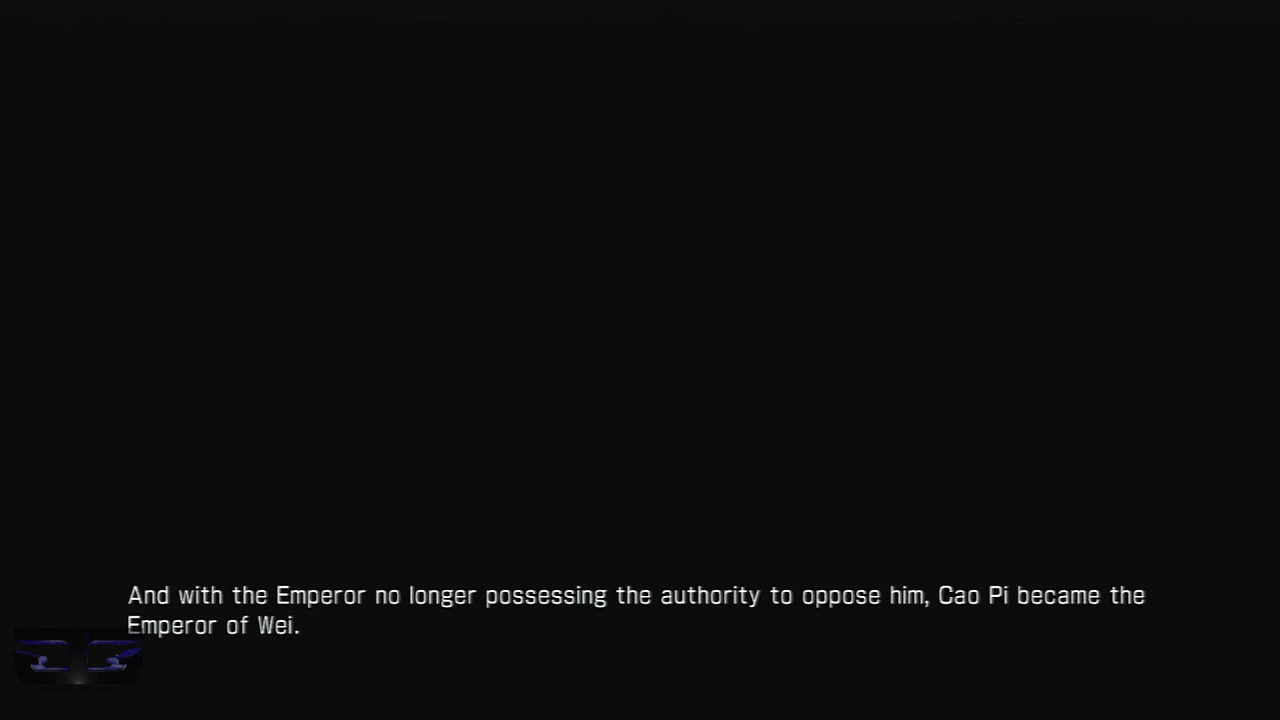 And with the Emperor no longer possessing the authority to oppose him, Cao Pi became the
Emperor of Wei.